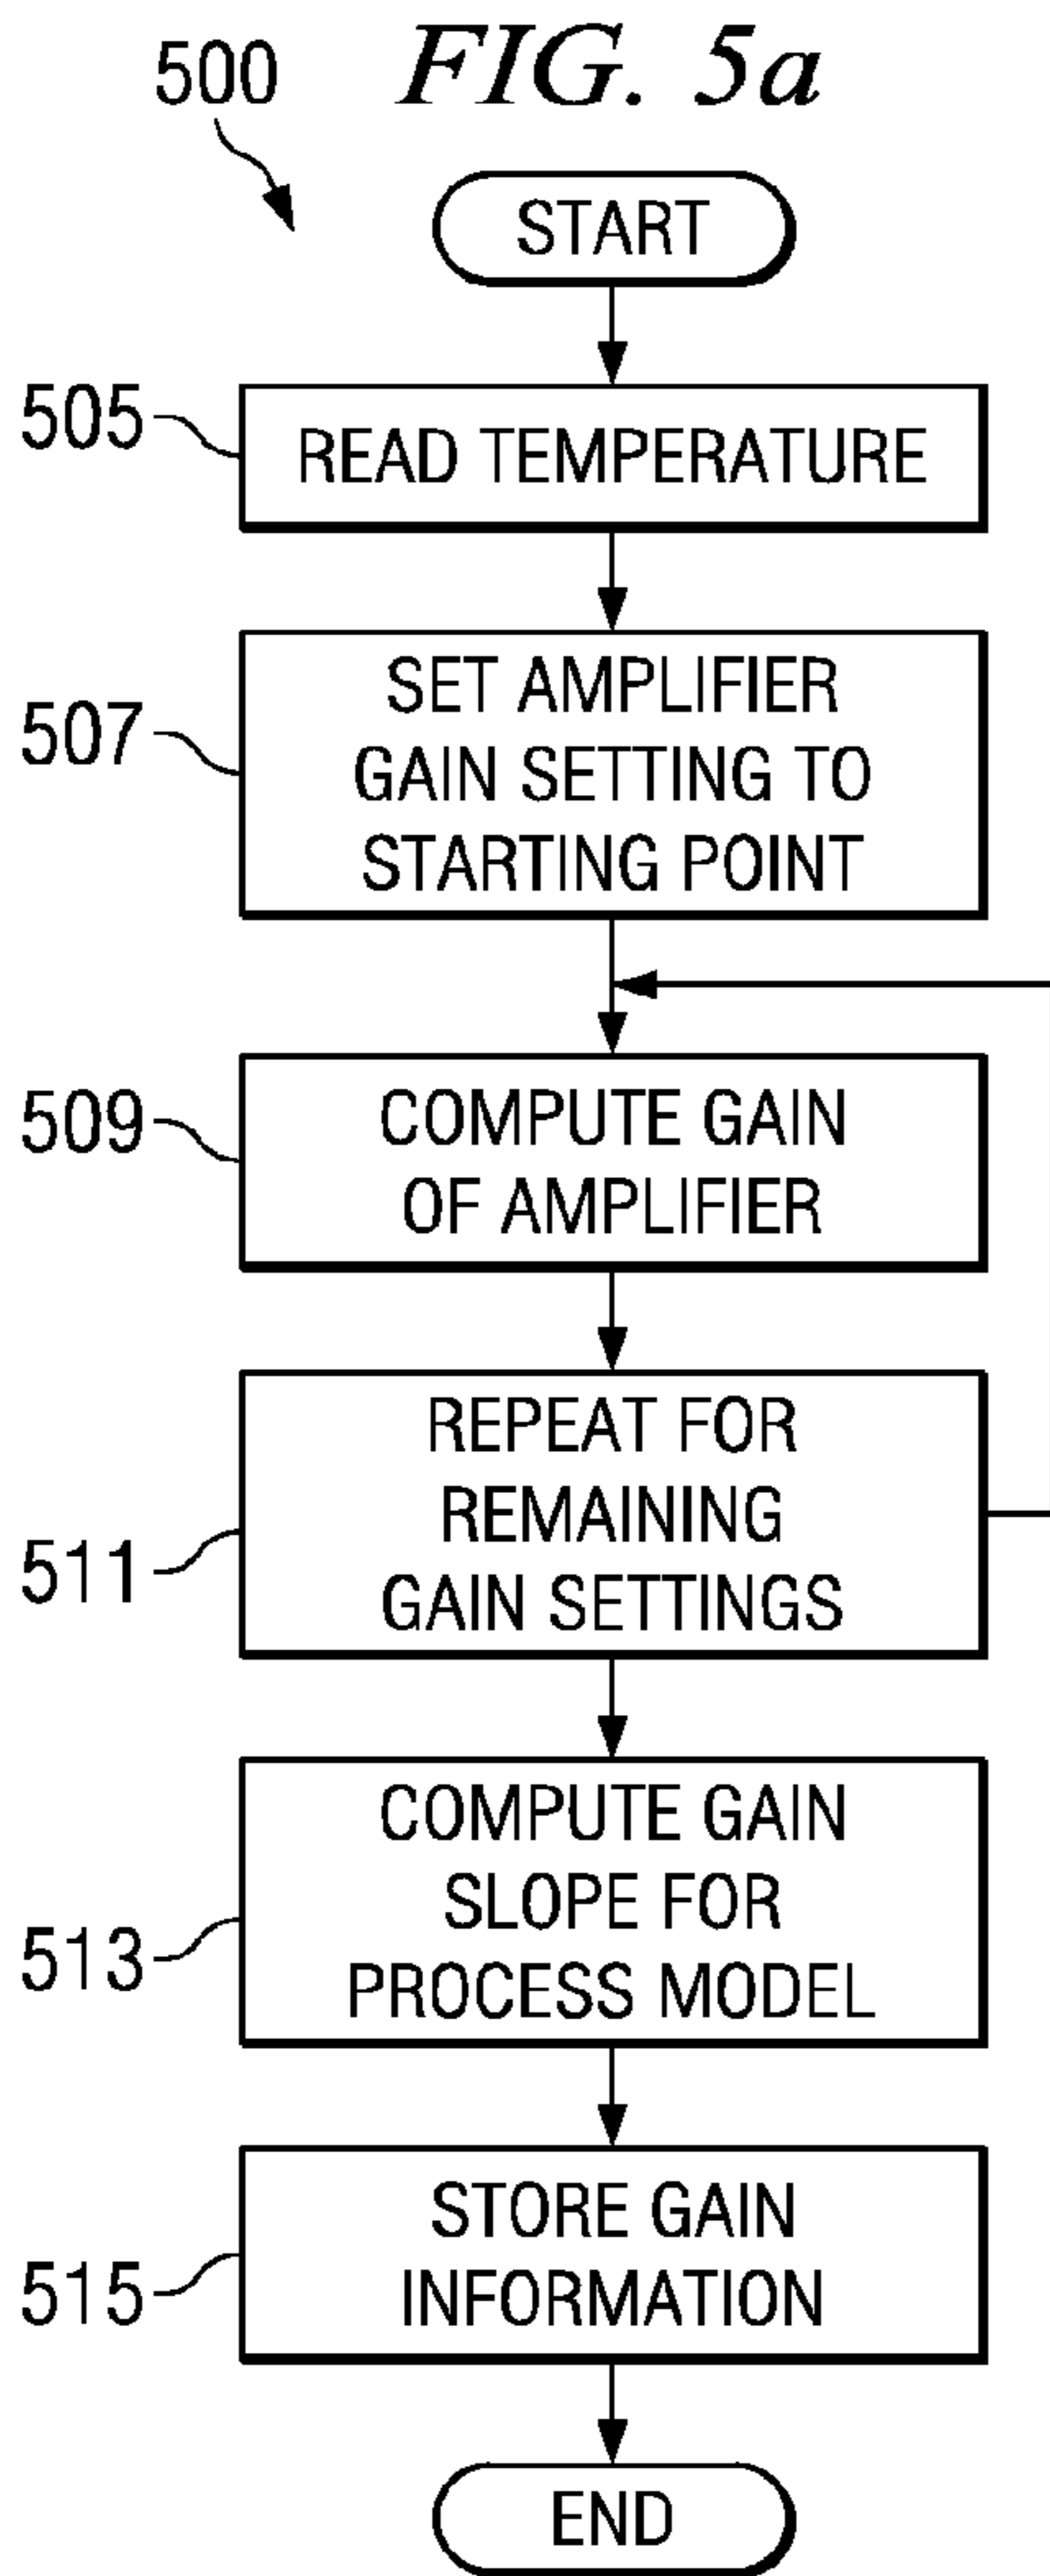 500
FIG. 5a
START
505
READ TEMPERATURE
507
SET AMPLIFIER
GAIN SETTING TO
STARTING POINT
509
COMPUTE GAIN
OF AMPLIFIER
511
REPEAT FOR
REMAINING
GAIN SETTINGS
513
COMPUTE GAIN
SLOPE FOR
PROCESS MODEL
515
STORE GAIN
INFORMATION
END